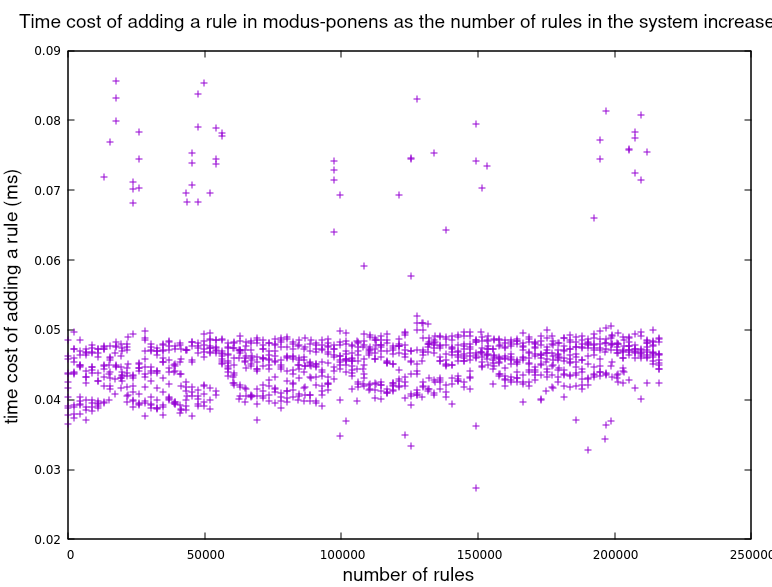 Time cost of adding a rule in modus-ponens as the number of rules in the system increase
0.09
0.08
0.07
0.06
0.05
0.04
0.03
0.02
time cost of adding a rule (ms)
0 50000 100000 150000 200000 250000
number of rules